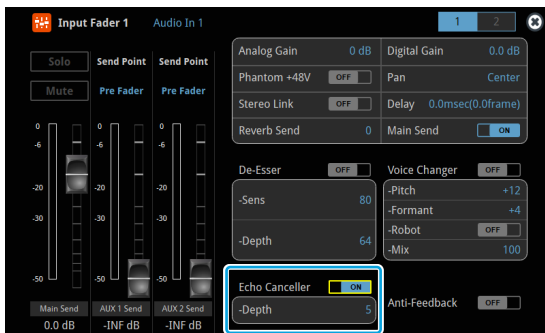 Input Fader 1 Audio In 1 1 2
Solo Send Point Send Point
Mute Pre Fader Pre Fader
0 0 0
-6 -6 -6
-20 -20 -20
-30 -30 -30
-50 -50 -50
Main Send AUX 1 Send AUX 2 Send
0.0 dB -INF dB -INF dB
Analog Gain 0 dB
Phantom +48V OFF
Stereo Link OFF
Reverb Send 0
Digital Gain 0.0 dB
Pan Center
Delay 0.0msec(0.0frame)
Main Send ON
De-Esser OFF
-Sens 80
-Depth 64
Voice Changer OFF
-Pitch +12
-Formant +4
-Robot OFF
-Mix 100
Echo Canceller ON
-Depth 5
Anti-Feedback OFF